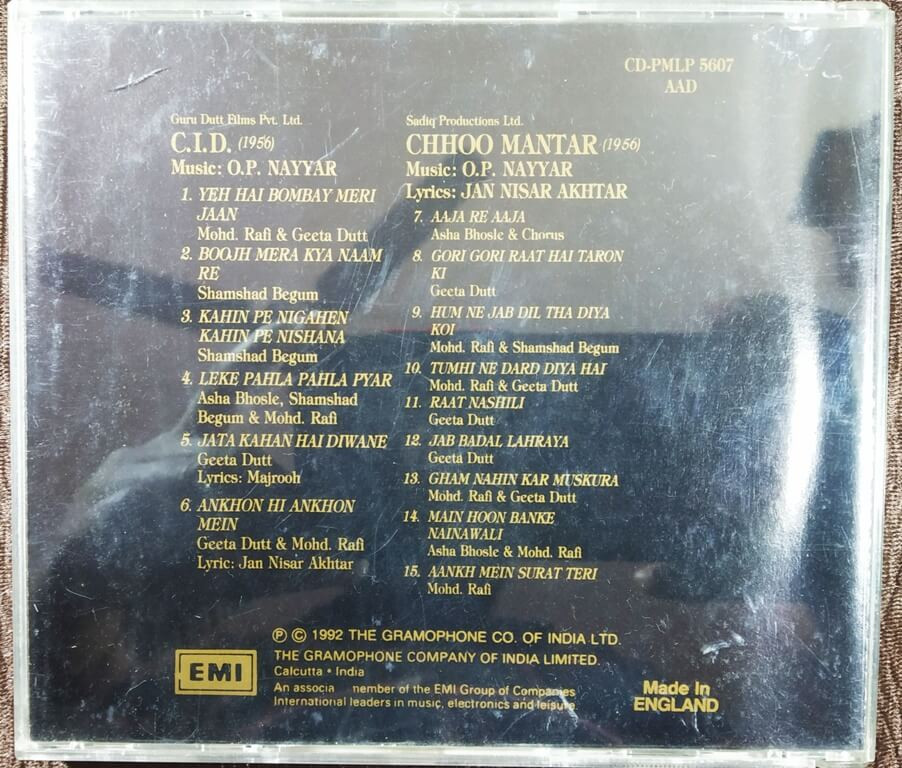 CD-PMLP 5607
AAD
Guru Dutt Films Pvt. Ltd.
C.I.D. (1956)
Music: O.P. NAYYAR
1. YEH HAI BOMBAY MERI
JAAN
Mohd. Rafi & Geeta Dutt
2. BOOJH MERA KYA NAAM
RE
Shamshad Begum
3. KAHIN PE NIGAHEN
KAHIN PE NISHANA
Shamshad Begum
4. LEKE PAHLA PAHLA PYAR
Asha Bhosle, Shamshad
Begum & Mohd. Rafi
5. JATA KAHAN HAI DIWANE
Geeta Dutt
Lyrics: Majrooh
6. ANKHON HI ANKHON
MEIN
Geeta Dutt & Mohd. Rafi
Lyric: Jan Nisar Akhtar
Sadiq Productions Ltd.
CHHOO MANTAR (1956)
Music: O.P. NAYYAR
Lyrics: JAN NISAR AKHTAR
7. AAJA RE AAJA
Asha Bhosle & Chorus
8. GORI GORI RAAT HAI TARON
KI
Geeta Dutt
9. HUM NE JAB DIL THA DIYA
KOI
Mohd. Rafi & Shamshad Begum
10. TUMHI NE DARD DIYA HAI
Mohd. Rafi & Geeta Dutt
11. RAAT NASHILI
Geeta Dutt
12. JAB BADAL LAHRAYA
Geeta Dutt
13. GHAM NAHIN KAR MUSKURA
Mohd. Rafi & Geeta Dutt
14. MAIN HOON BANKE
NAINAWALI
Asha Bhosle & Mohd. Rafi
15. AANKH MEIN SURAT TERI
Mohd. Rafi
℗ © 1992 THE GRAMOPHONE CO. OF INDIA LTD.
EMI
THE GRAMOPHONE COMPANY OF INDIA LIMITED.
Calcutta • India
An associa member of the EMI Group of Companies
International leaders in music, electronics and leisure.
Made in
ENGLAND